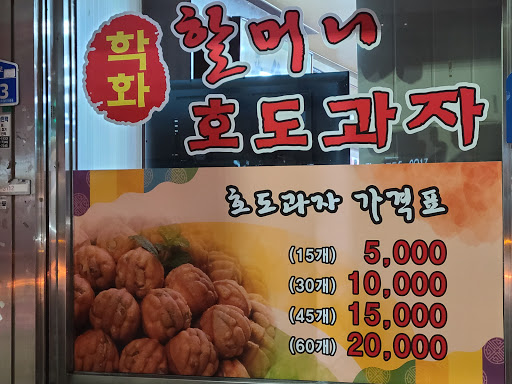 학화
할머니
호도과자
호도과자 가격표
(15개) 5,000
(30개) 10,000
(45개) 15,000
(60개) 20,000